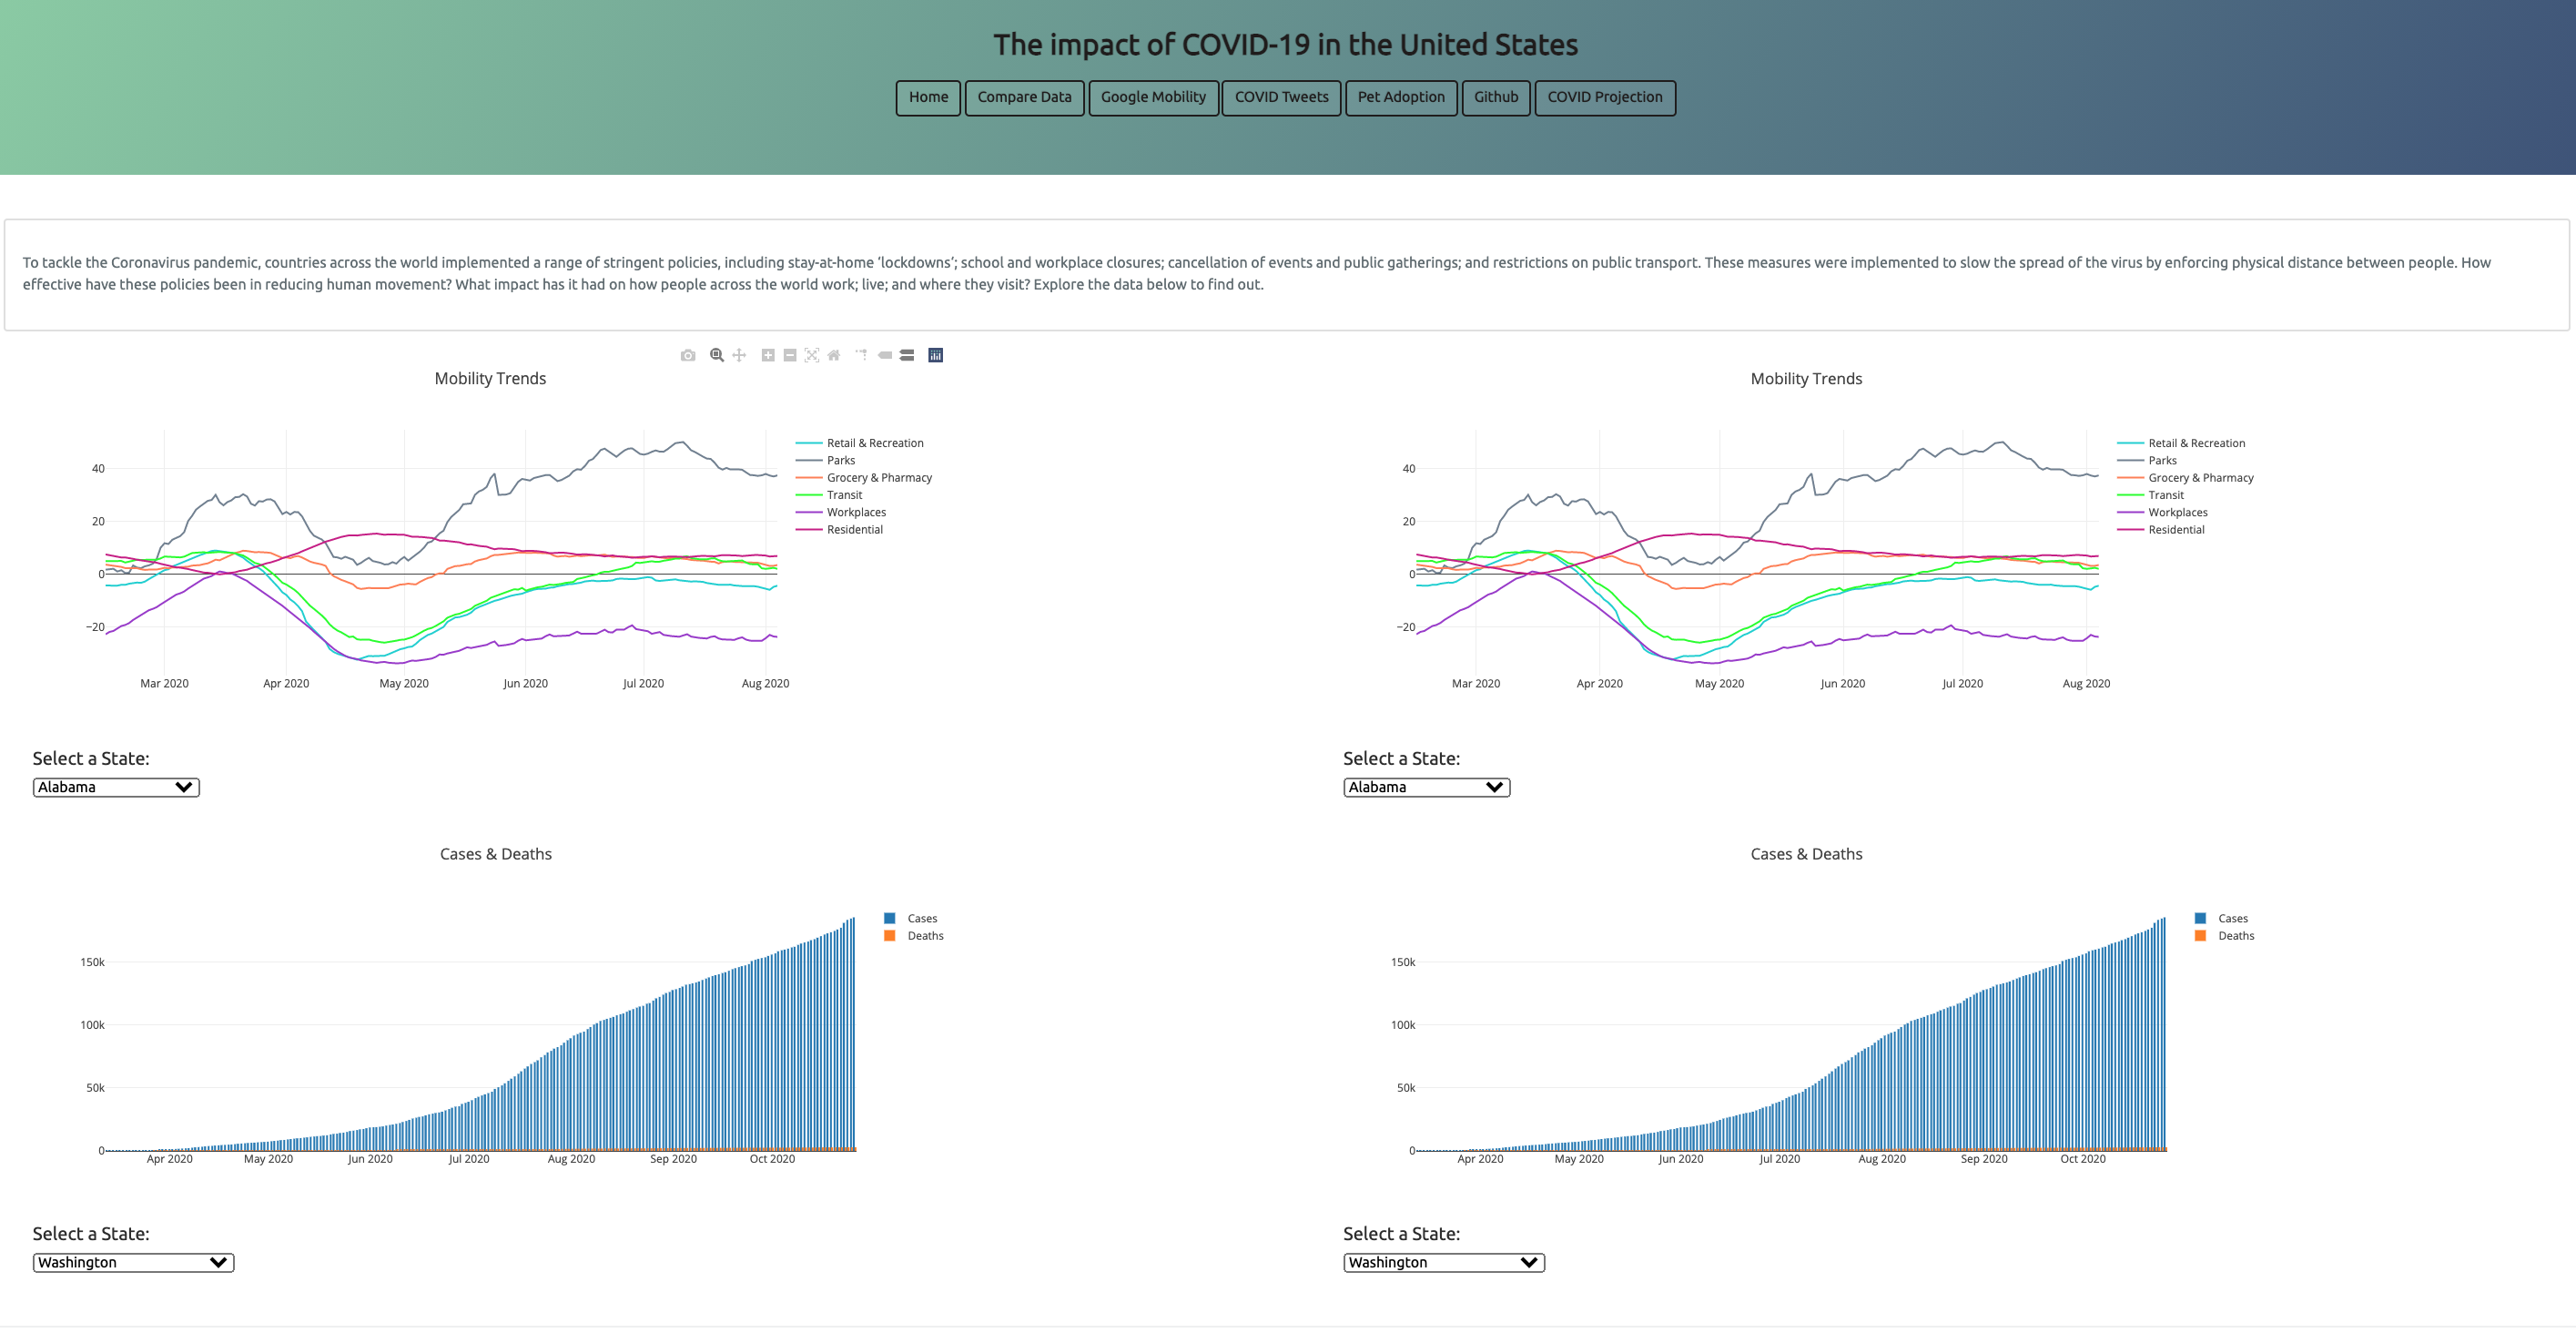 The impact of COVID-19 in the United States
Home
Compare Data
Google Mobility
COVID Tweets
Pet Adoption
Github
COVID Projection
To tackle the Coronavirus pandemic, countries across the world implemented a range of stringent policies, including stay-at-home ‘lockdowns’; school and workplace closures; cancellation of events and public gatherings; and restrictions on public transport. These measures were implemented to slow the spread of the virus by enforcing physical distance between people. How
effective have these policies been in reducing human movement? What impact has it had on how people across the world work; live; and where they visit? Explore the data below to find out.
Mobility Trends
40
20
0
−20
Mar 2020
Apr 2020
May 2020
Jun 2020
Jul 2020
Aug 2020
Retail & Recreation
Parks
Grocery & Pharmacy
Transit
Workplaces
Residential
Mobility Trends
40
20
0
−20
Mar 2020
Apr 2020
May 2020
Jun 2020
Jul 2020
Aug 2020
Retail & Recreation
Parks
Grocery & Pharmacy
Transit
Workplaces
Residential
Select a State:
Alabama
Select a State:
Alabama
Cases & Deaths
150k
100k
50k
0
Apr 2020
May 2020
Jun 2020
Jul 2020
Aug 2020
Sep 2020
Oct 2020
Cases
Deaths
Cases & Deaths
150k
100k
50k
0
Apr 2020
May 2020
Jun 2020
Jul 2020
Aug 2020
Sep 2020
Oct 2020
Cases
Deaths
Select a State:
Washington
Select a State:
Washington